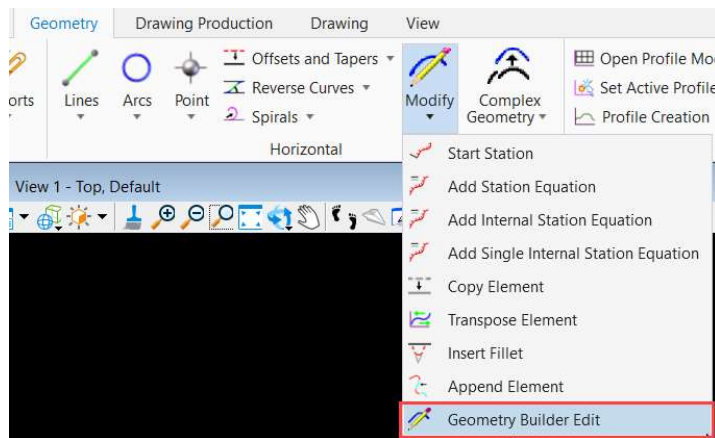 Geometry Drawing Production Drawing View
orts Lines Arcs Point Offsets and Tapers Modify Complex Geometry Open Profile Mo
Reverse Curves Set Active Profile
Spirals Profile Creation
Horizontal
View 1 - Top, Default
Start Station
Add Station Equation
Add Internal Station Equation
Add Single Internal Station Equation
Copy Element
Transpose Element
Insert Fillet
Append Element
Geometry Builder Edit